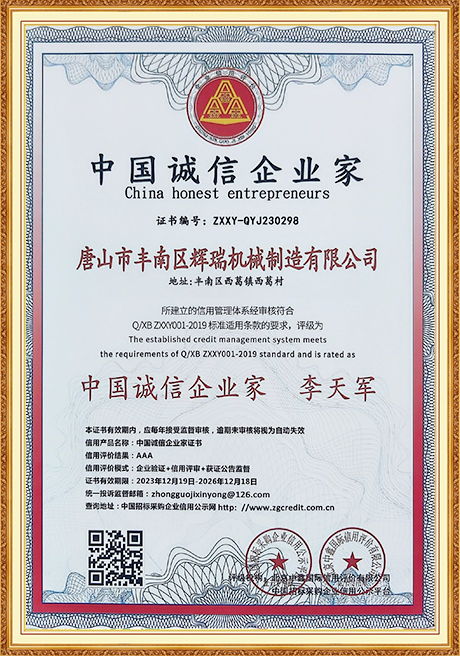 中国诚信企业家
China honest entrepreneurs
证书编号：ZXXY-QYJ230298
唐山市丰南区辉瑞机械制造有限公司
地址:丰南区西葛镇西葛村
所建立的信用管理体系经审核符合
Q/XB ZXXY001-2019 标准适用条款的要求，评级为
The established credit management system meets
the requirements of Q/XB ZXXY001-2019 standard and is rated as
中国诚信企业家 李天军
本证书有效期内，应每年接受监督审核，逾期未审核将视为自动失效
信用产品名称：中国诚信企业家证书
信用评价结果：AAA
信用评价模式：企业验证+信用评审+获证公告监督
证书有效期限：2023年12月19日-2026年12月18日
统一投诉监督邮箱：zhongguojixinyong@126.com
查询地址：中国招标采购企业信用公示网 http: //www.zgcredit.com.cn
评级机构：北京中鑫国际信用评价有限公司
中国招标采购企业信用公示平台